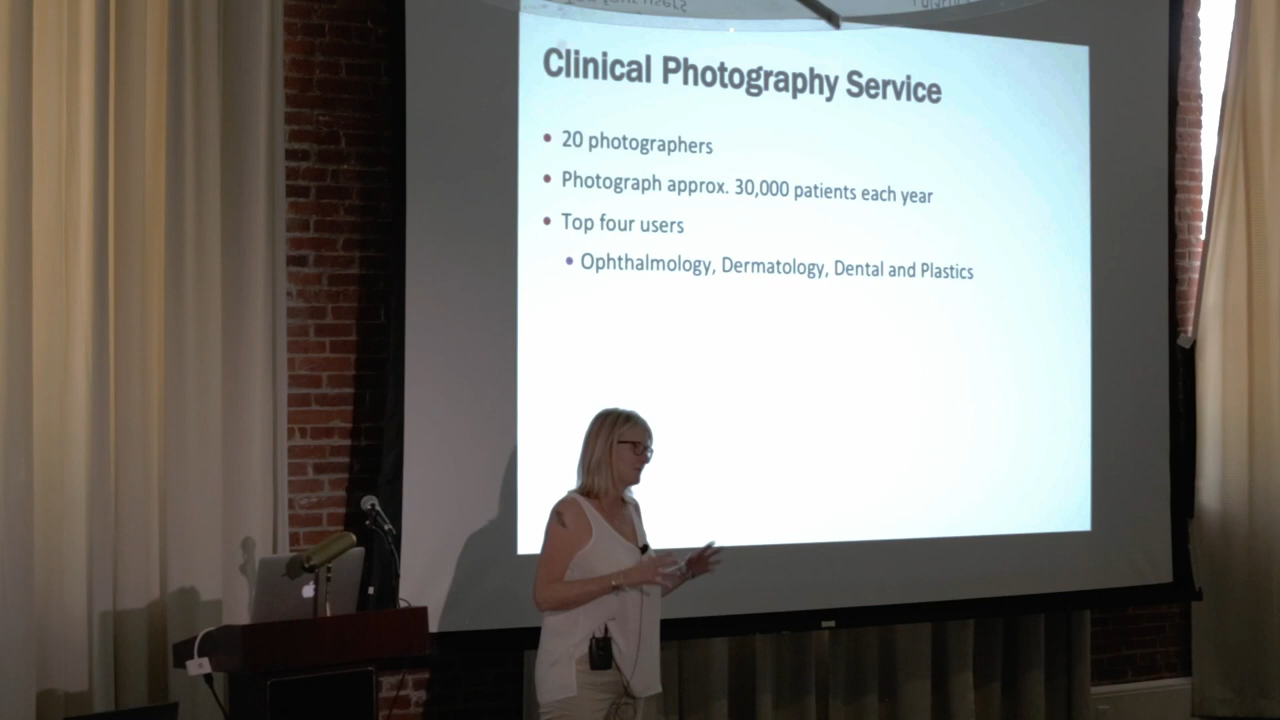 Clinical Photography Service
• 20 photographers
• Photograph approx. 30,000 patients each year
• Top four users
• Ophthalmology, Dermatology, Dental and Plastics